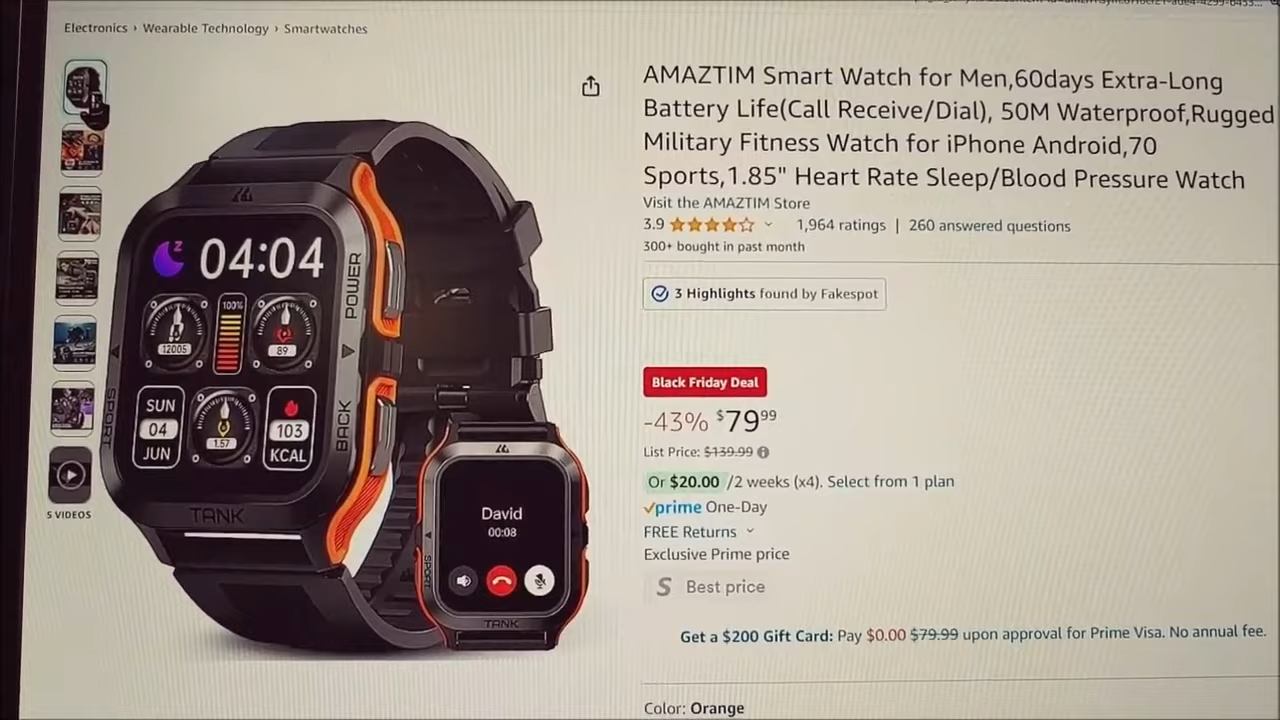 Electronics › Wearable Technology › Smartwatches
AMAZTIM Smart Watch for Men,60days Extra-Long
Battery Life(Call Receive/Dial), 50M Waterproof,Rugged
Military Fitness Watch for iPhone Android,70
Sports,1.85" Heart Rate Sleep/Blood Pressure Watch
Visit the AMAZTIM Store
3.9
1,964 ratings | 260 answered questions
300+ bought in past month
3 Highlights found by Fakespot
Black Friday Deal
-43% $7999
List Price: $139.99
Or $20.00 /2 weeks (x4). Select from 1 plan
prime One-Day
FREE Returns
Exclusive Prime price
S Best price
Get a $200 Gift Card: Pay $0.00 $79.99 upon approval for Prime Visa. No annual fee.
Color: Orange
5 VIDEOS
z
04:04
100%
12005
89
SUN
04
JUN
1.57
103
KCAL
POWER
BACK
SPORT
TANK
David
00:08
SPORT
TANK